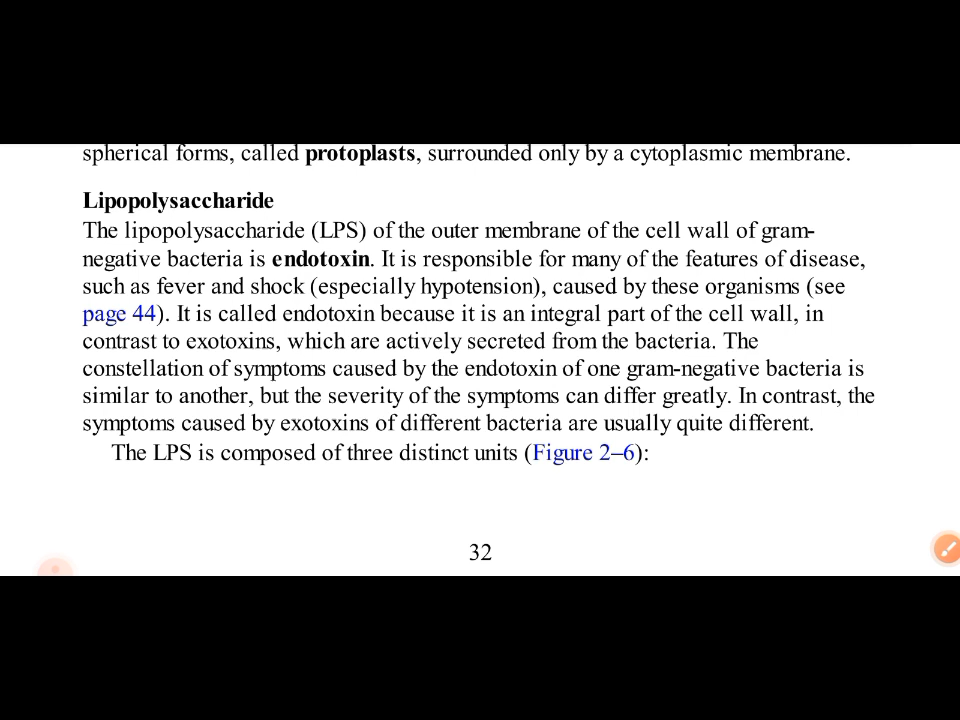 spherical forms, called protoplasts, surrounded only by a cytoplasmic membrane.
Lipopolysaccharide
The lipopolysaccharide (LPS) of the outer membrane of the cell wall of gram-
negative bacteria is endotoxin. It is responsible for many of the features of disease,
such as fever and shock (especially hypotension), caused by these organisms (see
page 44). It is called endotoxin because it is an integral part of the cell wall, in
contrast to exotoxins, which are actively secreted from the bacteria. The
constellation of symptoms caused by the endotoxin of one gram-negative bacteria is
similar to another, but the severity of the symptoms can differ greatly. In contrast, the
symptoms caused by exotoxins of different bacteria are usually quite different.
The LPS is composed of three distinct units (Figure 2–6):
32